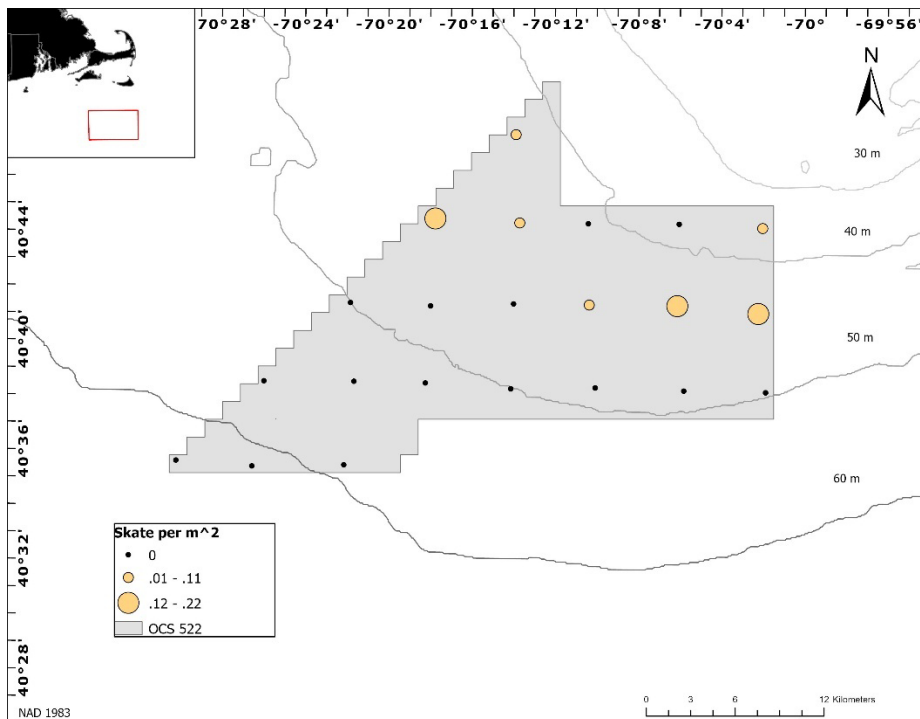 -70°28' -70°24' -70°20' -70°16' -70°12' -70°8' -70°4' -70° -69°56'
N
30 m
40°44'
40 m
40°40'
50 m
40°36'
60 m
Skate per m^2
0
40°32'
.01 - .11
.12 - .22
OCS 522
40°28'
0 3 6 12 Kilometers
NAD 1983